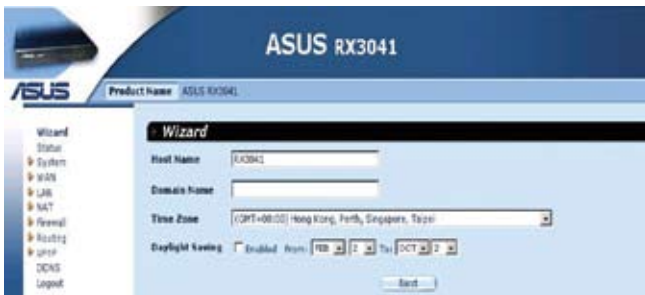 ASUS RX3041
ASUS
Product Name ASUS RX3041
Wizard
Status
System
WAN
LAN
NAT
Firewall
Routing
UPnP
DDNS
Logout
Wizard
Host Name RX3041
Domain Name
Time Zone (GMT+08:00) Hong Kong, Perth, Singapore, Taipei
Daylight Saving Enabled From: FEB 2 To: OCT 2
Next